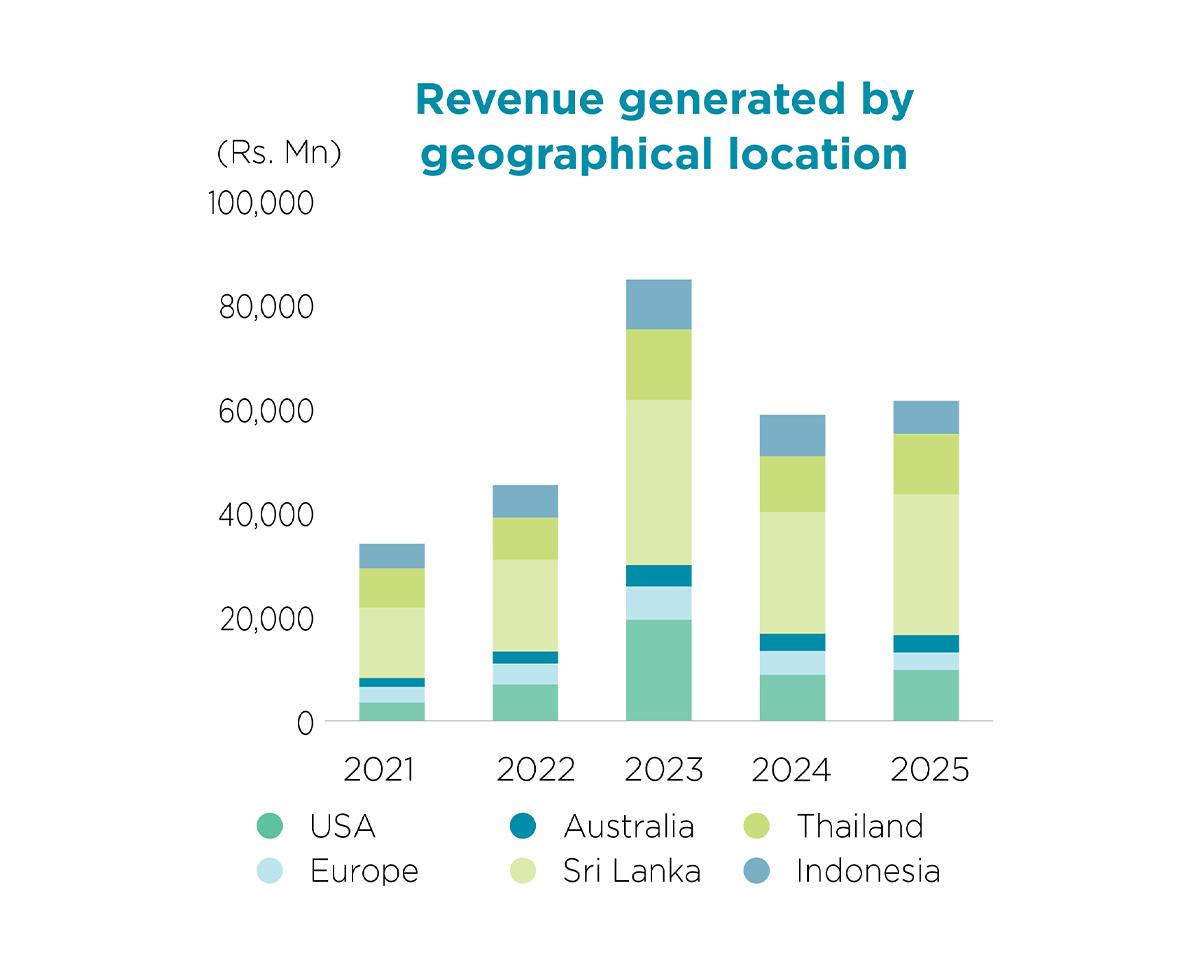 Revenue generated by
geographical location
(Rs. Mn)
100,000
80,000
60,000
40,000
20,000
0
2021 2022 2023 2024 2025
USA Australia Thailand
Europe Sri Lanka Indonesia